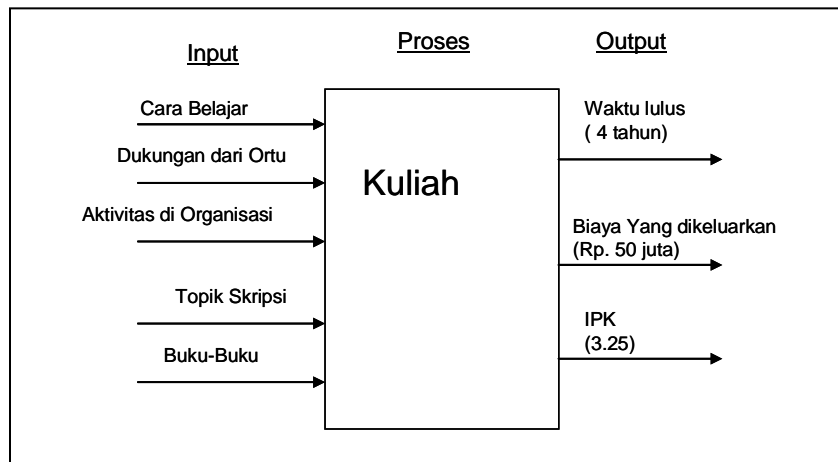 Input
Proses
Output
Cara Belajar
Dukungan dari Ortu
Aktivitas di Organisasi
Topik Skripsi
Buku-Buku
Kuliah
Waktu lulus
( 4 tahun)
Biaya Yang dikeluarkan
(Rp. 50 juta)
IPK
(3.25)